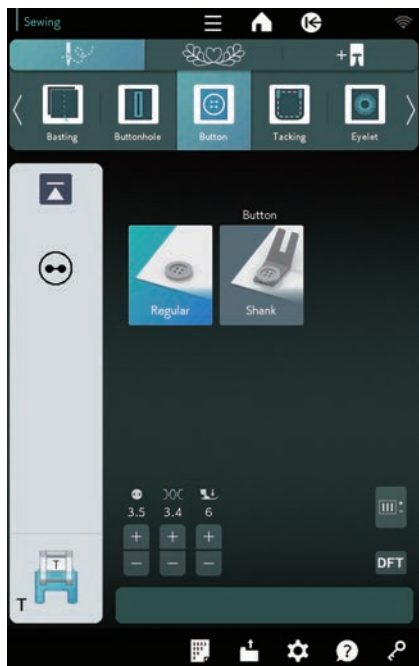 Sewing
Basting
Buttonhole
Button
Tacking
Eyelet
Button
Regular
Shank
3.5 3.4 6
+ + +
- - -
DFT
T
T